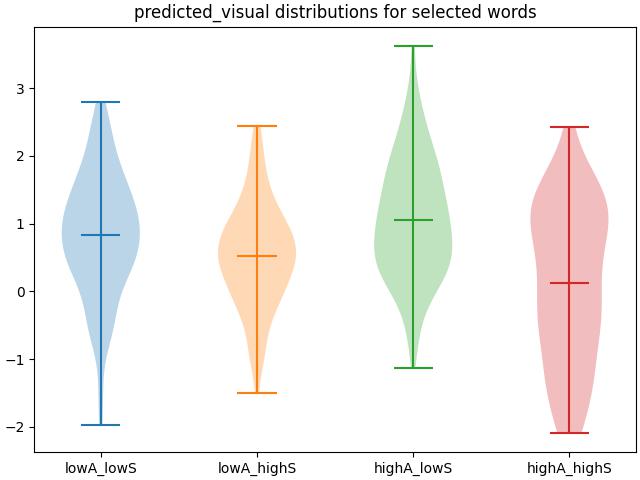 predicted_visual distributions for selected words
3
2
1
0
−1
−2
lowA_lowS
lowA_highS
highA_lowS
highA_highS